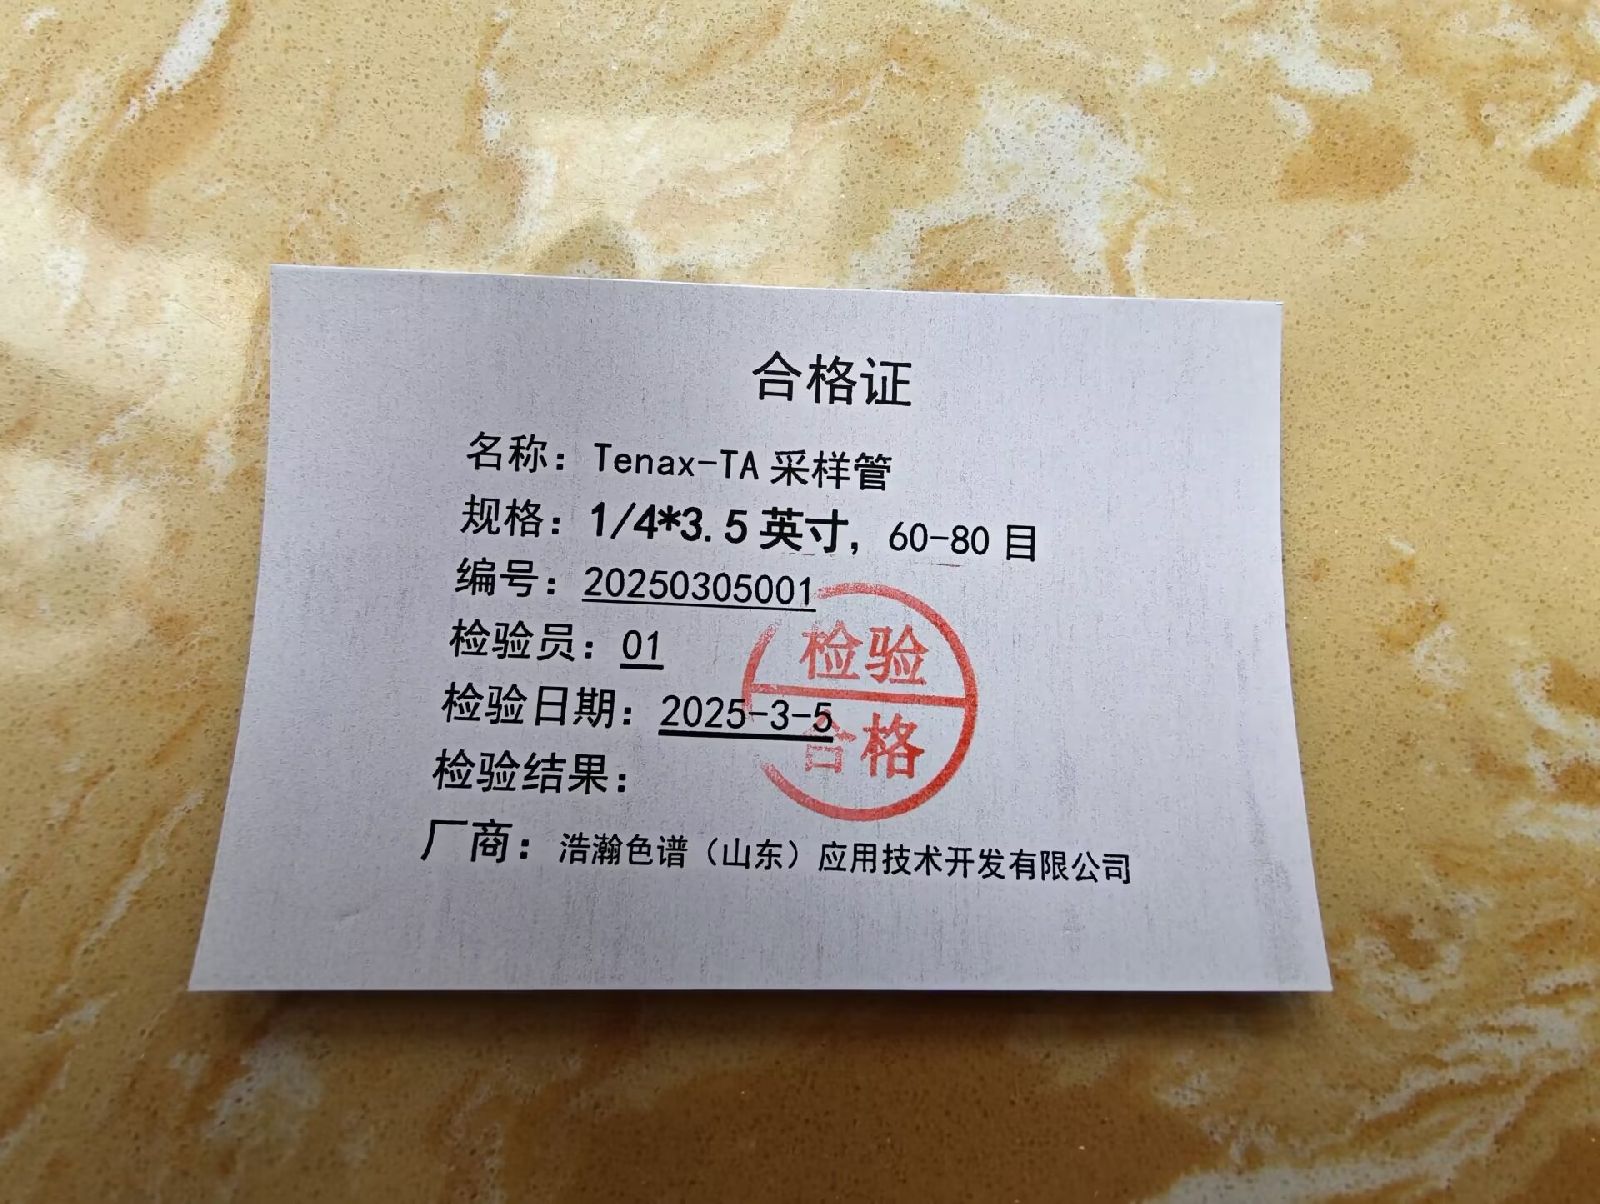 合格证
名称：Tenax-TA 采样管
规格：1/4*3.5 英寸，60-80 目
编号：20250305001
检验员：01
检验日期：2025-3-5
检验结果：
检验
合格
厂商：浩瀚色谱（山东）应用技术开发有限公司